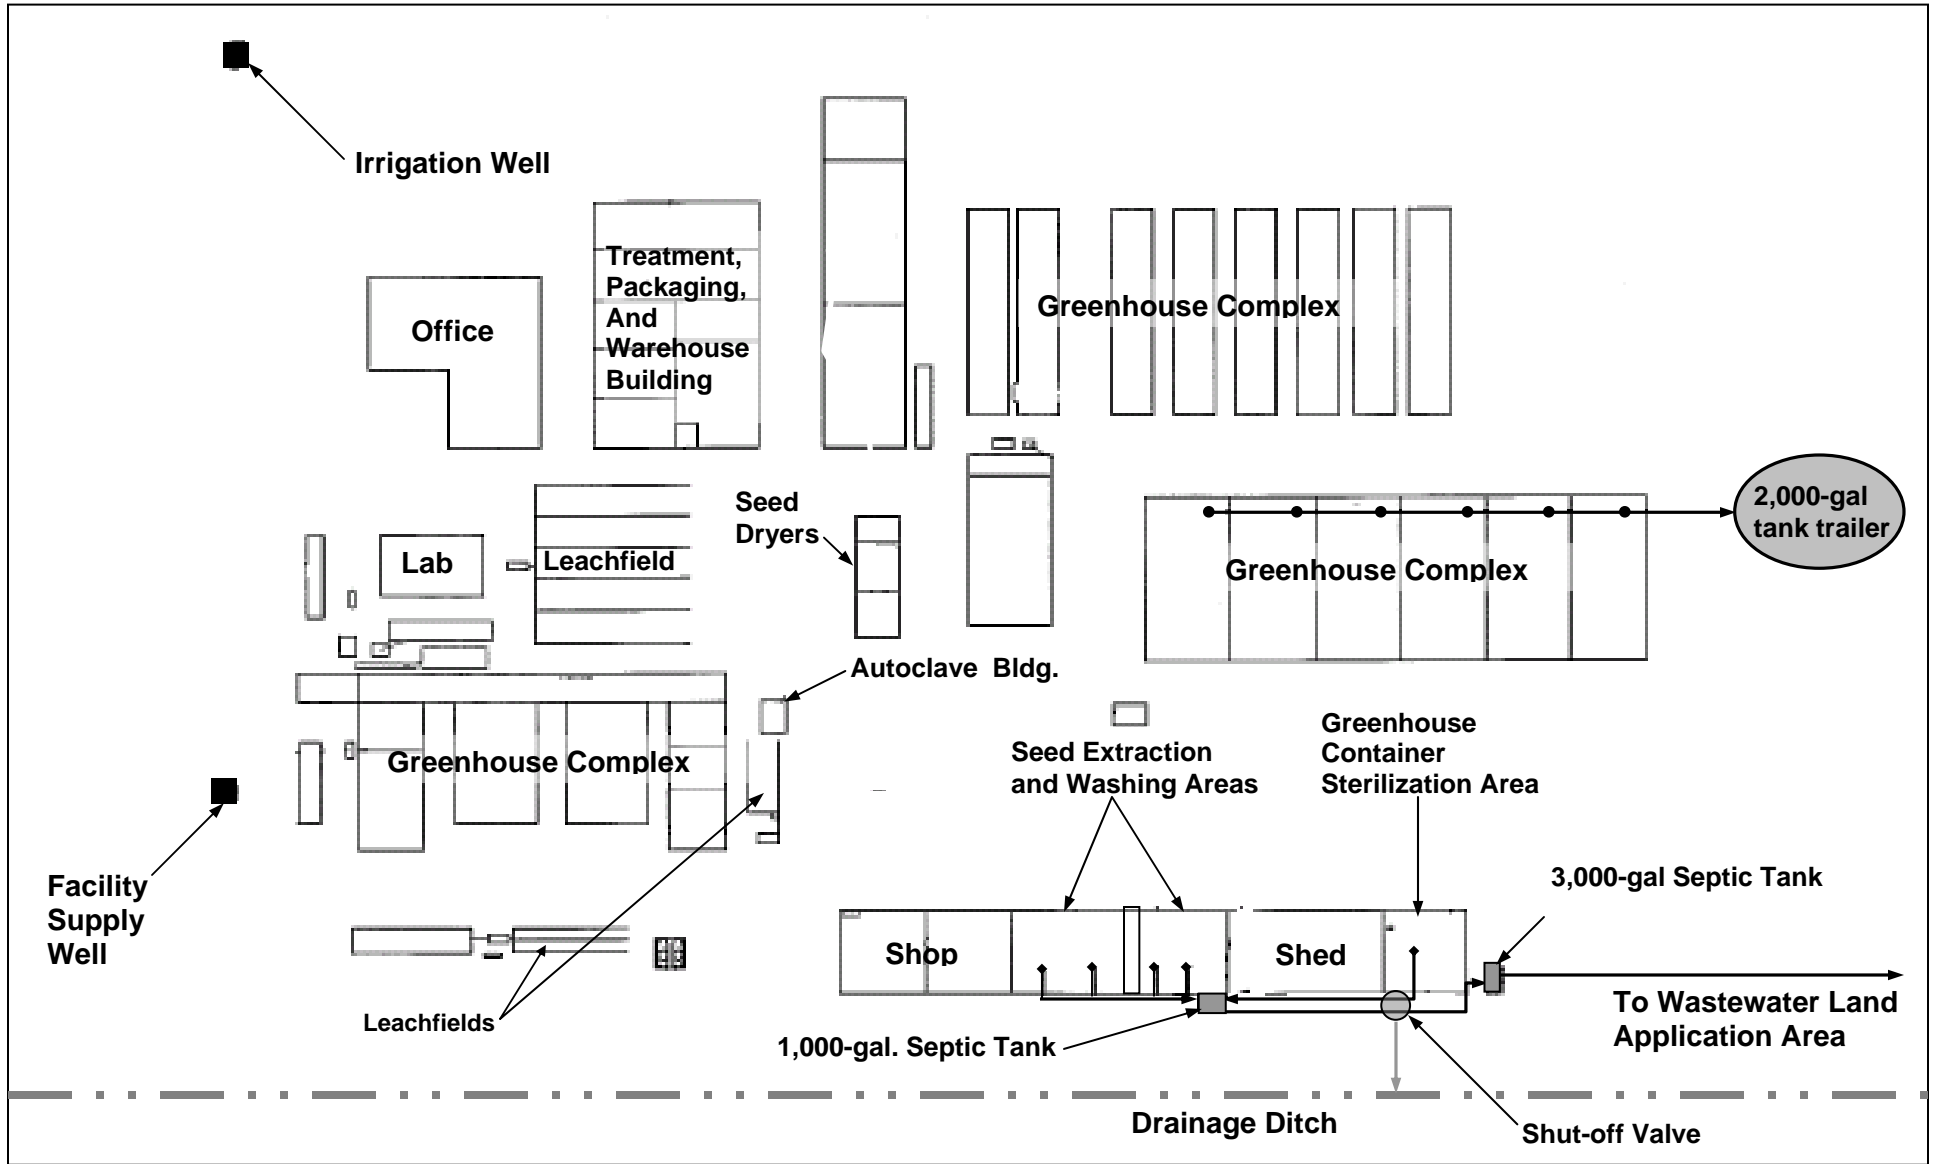 Irrigation Well
Treatment,
Packaging,
And
Warehouse
Building
Office
Greenhouse Complex
2,000-gal
tank trailer
Seed
Dryers
Lab
Leachfield
Greenhouse Complex
Autoclave Bldg.
Greenhouse
Container
Sterilization Area
Seed Extraction
and Washing Areas
Greenhouse Complex
Facility
Supply
Well
3,000-gal Septic Tank
Shop
Shed
To Wastewater Land
Application Area
Leachfields
1,000-gal. Septic Tank
Drainage Ditch
Shut-off Valve